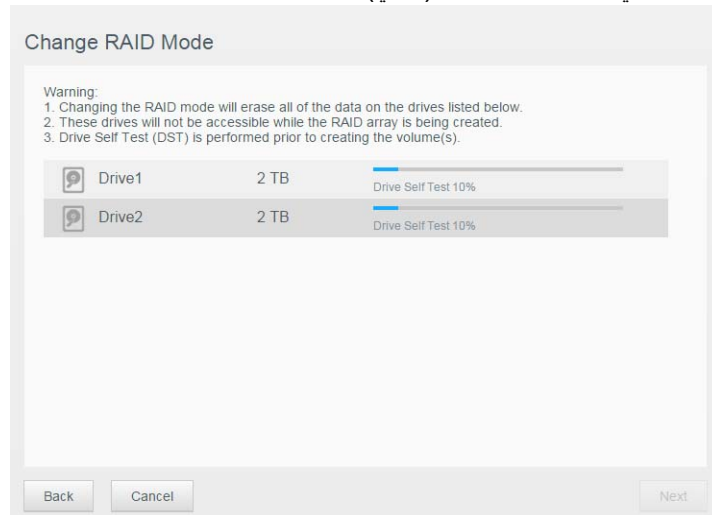 Change RAID Mode
Warning:
1. Changing the RAID mode will erase all of the data on the drives listed below.
2. These drives will not be accessible while the RAID array is being created.
3. Drive Self Test (DST) is performed prior to creating the volume(s).
Drive1 2 TB Drive Self Test 10%
Drive2 2 TB Drive Self Test 10%
Back Cancel Next